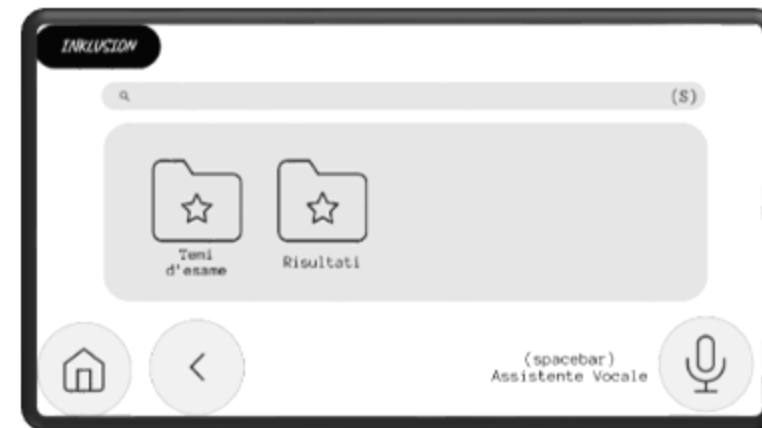 INKLUSION
(S)
Temi
d'esame
Risultati
(spacebar)
Assistente Vocale